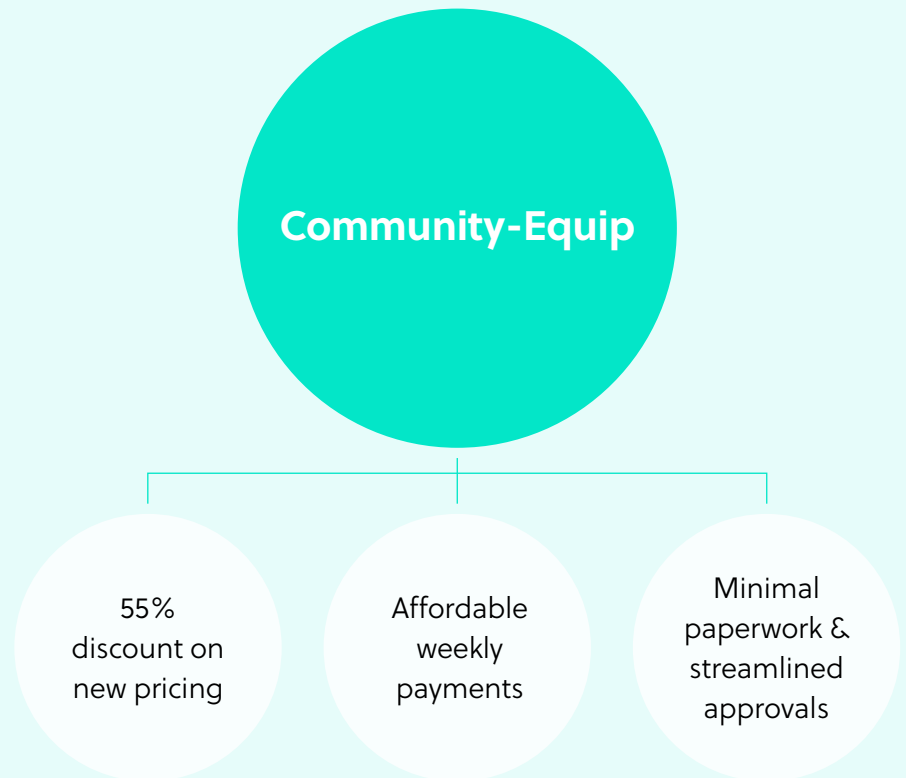 Community-Equip
55%
discount on
new pricing
Affordable
weekly
payments
Minimal
paperwork &
streamlined
approvals